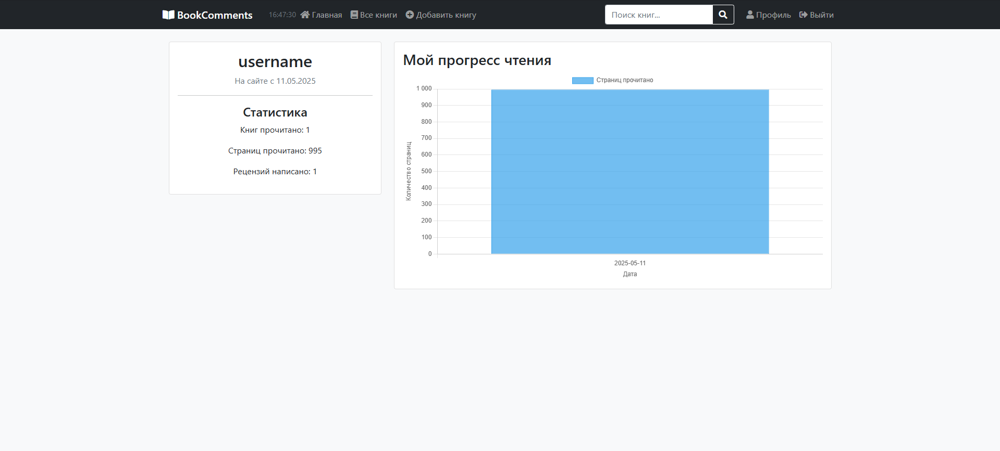 BookComments 16:47:30 Главная Все книги Добавить книгу Поиск книг... Профиль Выйти
username
На сайте с 11.05.2025
Статистика
Книг прочитано: 1
Страниц прочитано: 995
Рецензий написано: 1
Мой прогресс чтения
Страниц прочитано
Количество страниц
1 000
900
800
700
600
500
400
300
200
100
0
2025-05-11
Дата